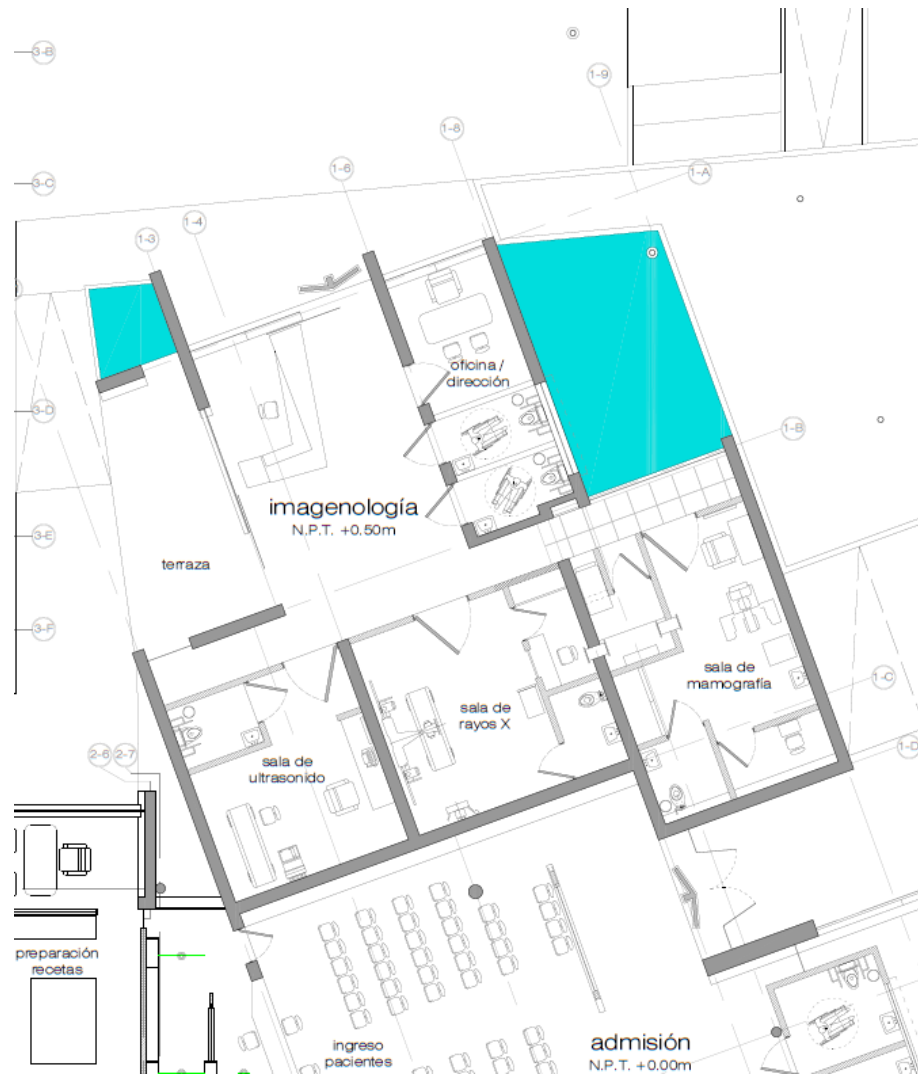 3-B
1-9
1-8
1-6
3-C
1-A
1-4
1-3
oficina /
dirección
3-D
1-B
imagenología
N.P.T. +0.50m
3-E
terraza
3-F
sala de
mamografía
1-C
sala de
rayos X
1-D
2-6 2-7
sala de
ultrasonido
preparación
recetas
ingreso
pacientes
admisión
N.P.T. +0.00m